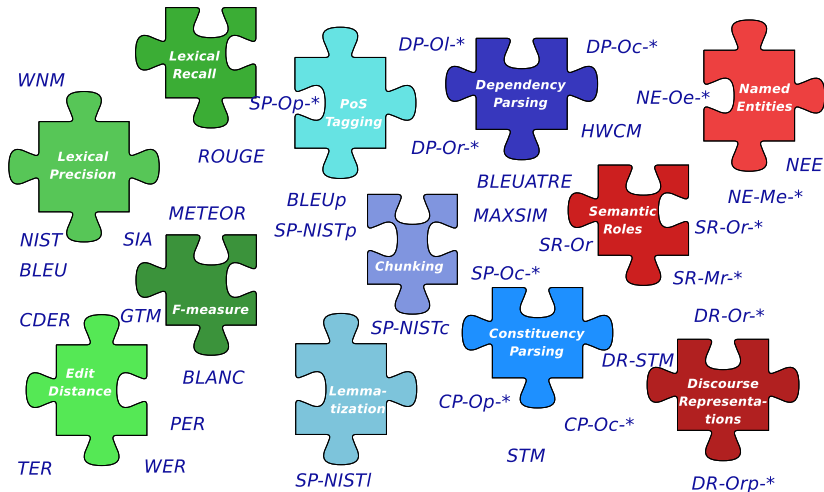 Lexical
Recall
WNM
DP-Ol-*
DP-Oc-*
SP-Op-*
PoS
Tagging
Dependency
Parsing
NE-Oe-*
Named
Entities
HWCM
DP-Or-*
Lexical
Precision
ROUGE
NEE
BLEUATRE
NE-Me-*
BLEUp
METEOR
MAXSIM
Semantic
Roles
SP-NISTp
SR-Or-*
NIST
SIA
SR-Or
BLEU
Chunking
SP-Oc-*
SR-Mr-*
CDER
GTM
F-measure
SP-NISTc
Constituency
Parsing
DR-Or-*
DR-STM
Edit
Distance
BLANC
Lemma-
tization
CP-Op-*
Discourse
Representa-
tions
PER
CP-Oc-*
TER
WER
STM
SP-NISTl
DR-Orp-*